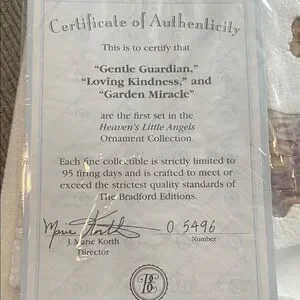 Certificate of Authenticity
This is to certify that
“Gentle Guardian,”
“Loving Kindness,” and
“Garden Miracle”
are the first set in the
Heaven's Little Angels
Ornament Collection.
Each fine collectible is strictly limited to
95 firing days and is crafted to meet or
exceed the strictest quality standards of
The Bradford Editions.
Marie Korth 0 5496
J. Marie Korth Number
Director
BE